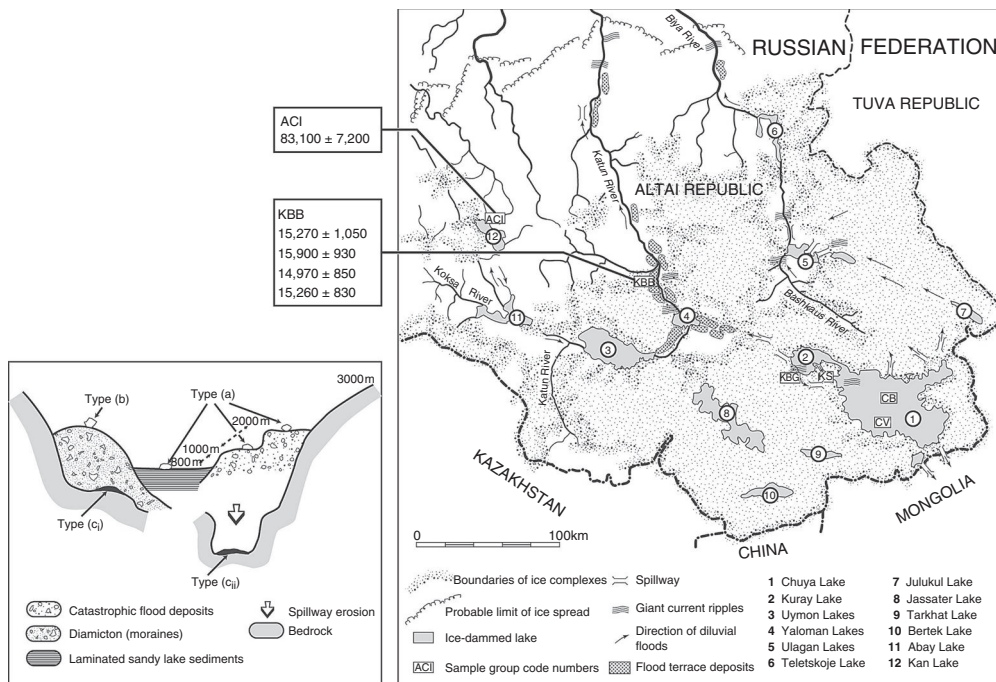 ACI
83,100 ± 7,200
KBB
15,270 ± 1,050
15,900 ± 930
14,970 ± 850
15,260 ± 830
Biya River
RUSSIAN FEDERATION
TUVA REPUBLIC
6
Katun River
ALTAI REPUBLIC
ACI
12
5
KBB
Koksa River
Bashkaus River
11
4
7
3
2
KBG
KS
Katun River
CB
8
CV
1
9
KAZAKHSTAN
10
MONGOLIA
CHINA
0 100km
Type (b)
Type (a)
3000m
2000m
1000m
800m
Type (ci)
Type (cii)
Catastrophic flood deposits
Spillway erosion
Diamicton (moraines)
Bedrock
Laminated sandy lake sediments
Boundaries of ice complexes
Probable limit of ice spread
Ice-dammed lake
ACI Sample group code numbers
Spillway
Giant current ripples
Direction of diluvial
floods
Flood terrace deposits
1 Chuya Lake
2 Kuray Lake
3 Uymon Lakes
4 Yaloman Lakes
5 Ulagan Lakes
6 Teletskoje Lake
7 Julukul Lake
8 Jassater Lake
9 Tarkhat Lake
10 Bertek Lake
11 Abay Lake
12 Kan Lake